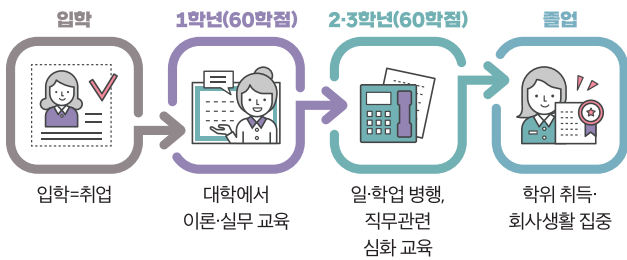 입학
1학년(60학점)
2·3학년(60학점)
졸업
입학=취업
대학에서
이론·실무 교육
일·학업 병행,
직무관련
심화 교육
학위 취득·
회사생활 집중